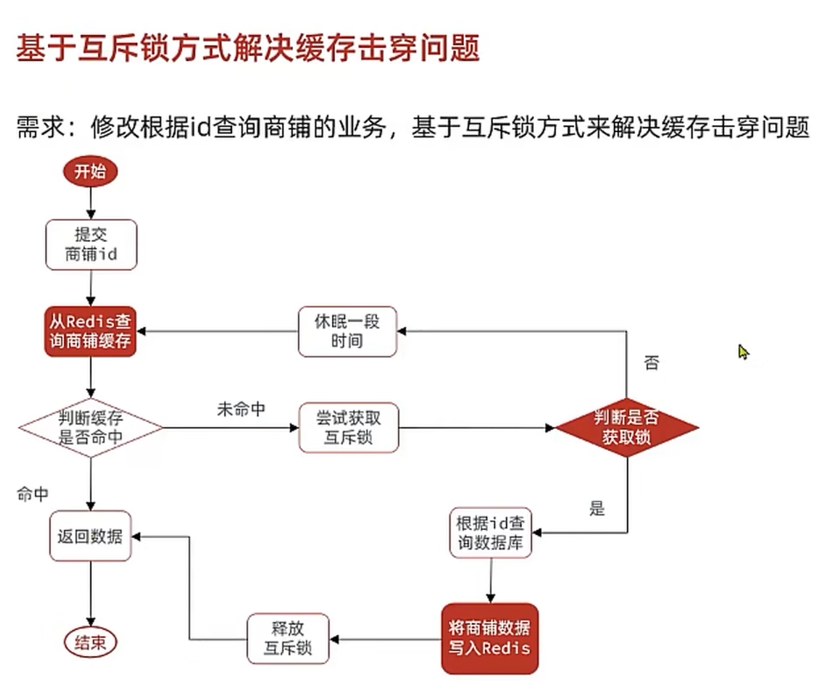 基于互斥锁方式解决缓存击穿问题
需求：修改根据id查询商铺的业务，基于互斥锁方式来解决缓存击穿问题
开始
提交
商铺id
从Redis查
询商铺缓存
休眠一段
时间
否
判断缓存
是否命中
未命中
尝试获取
互斥锁
判断是否
获取锁
命中
是
返回数据
根据id查
询数据库
结束
释放
互斥锁
将商铺数据
写入Redis